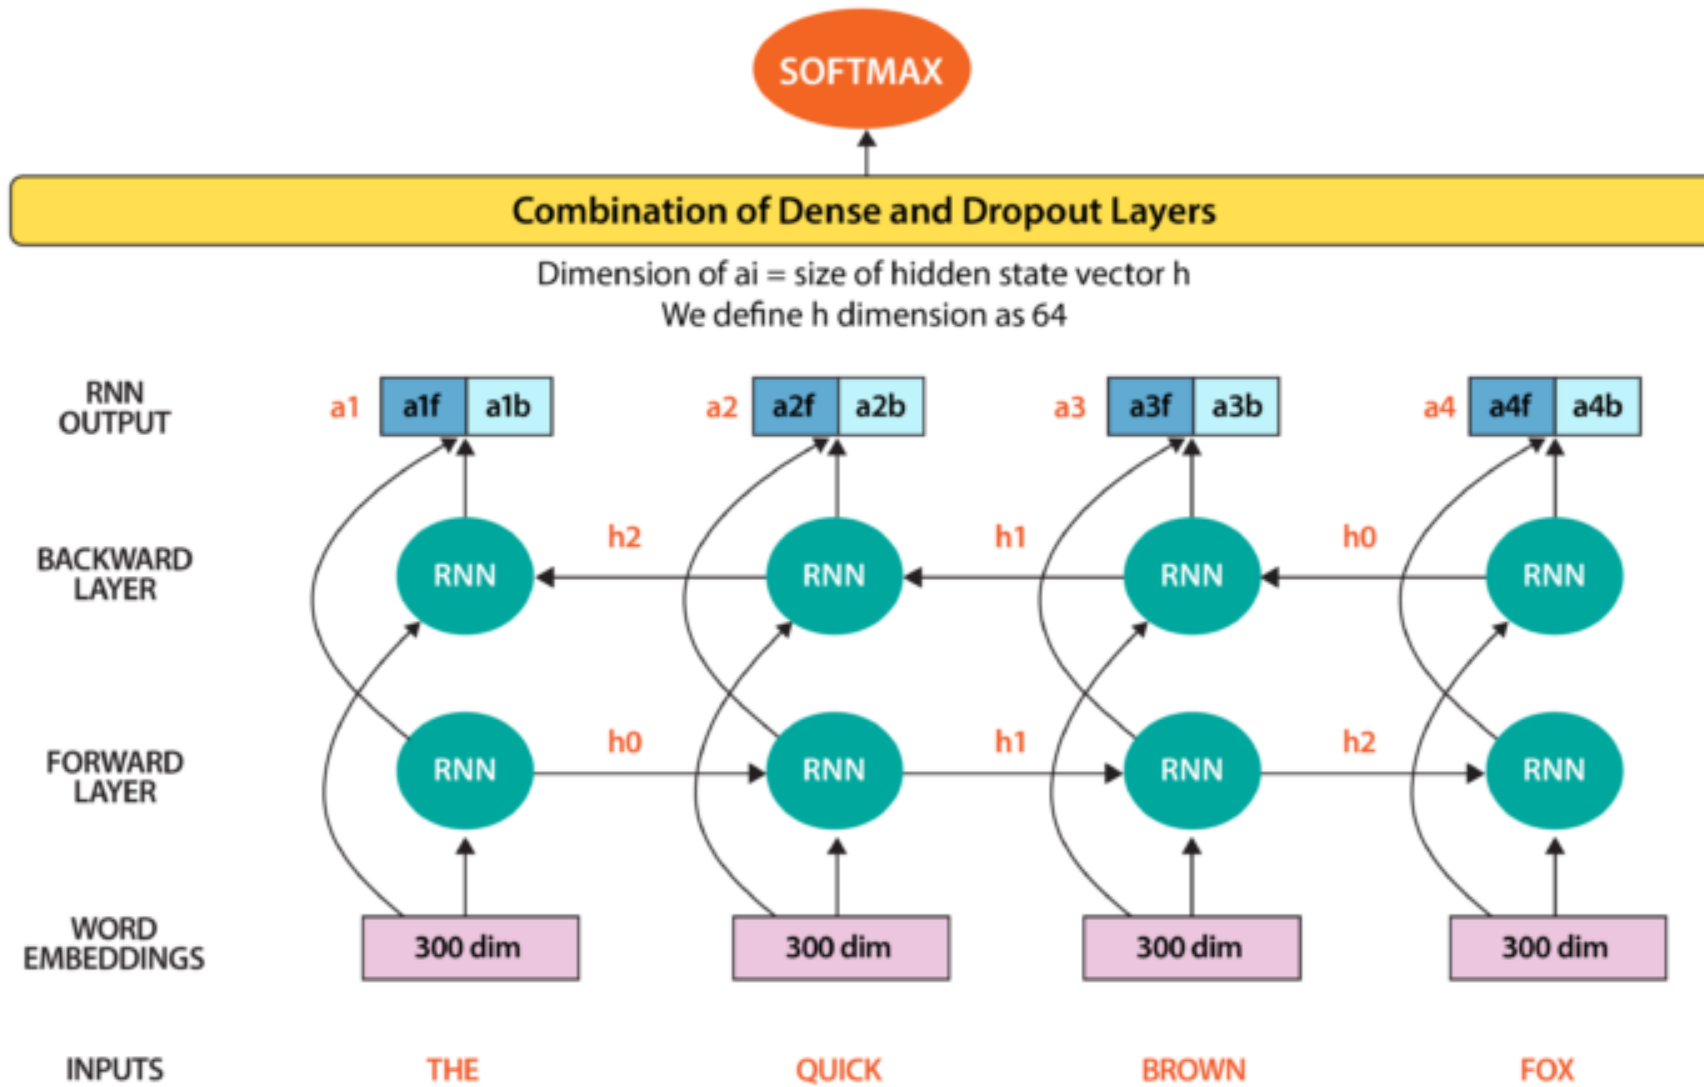 SOFTMAX
Combination of Dense and Dropout Layers
Dimension of ai = size of hidden state vector h
We define h dimension as 64
RNN
OUTPUT
a1 a1f a1b a2 a2f a2b a3 a3f a3b a4 a4f a4b
h2 h1 h0
BACKWARD
LAYER
RNN RNN RNN RNN
h0 h1 h2
FORWARD
LAYER
RNN RNN RNN RNN
WORD
EMBEDDINGS
300 dim 300 dim 300 dim 300 dim
INPUTS THE QUICK BROWN FOX